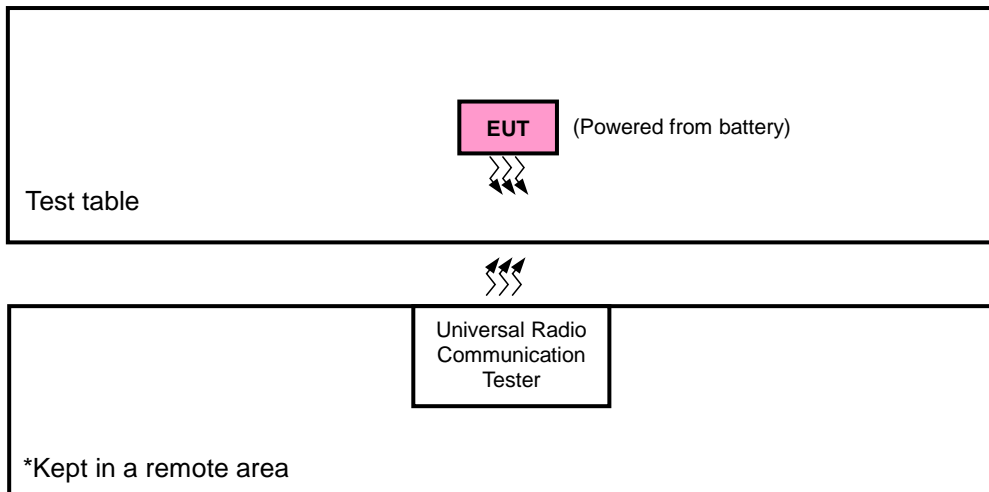 EUT
(Powered from battery)
Test table
Universal Radio
Communication
Tester
*Kept in a remote area